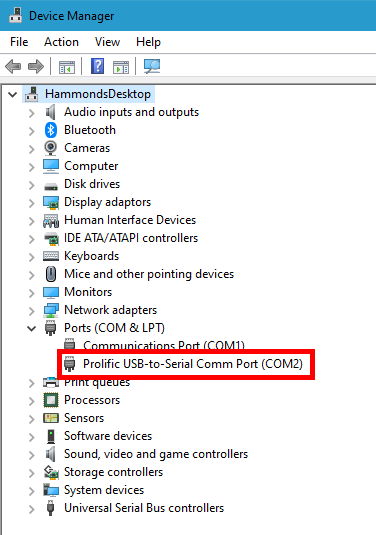 Device Manager
File Action View Help
HammondsDesktop
Audio inputs and outputs
Bluetooth
Cameras
Computer
Disk drives
Display adaptors
Human Interface Devices
IDE ATA/ATAPI controllers
Keyboards
Mice and other pointing devices
Monitors
Network adapters
Ports (COM & LPT)
Communications Port (COM1)
Prolific USB-to-Serial Comm Port (COM2)
Print queues
Processors
Sensors
Software devices
Sound, video and game controllers
Storage controllers
System devices
Universal Serial Bus controllers